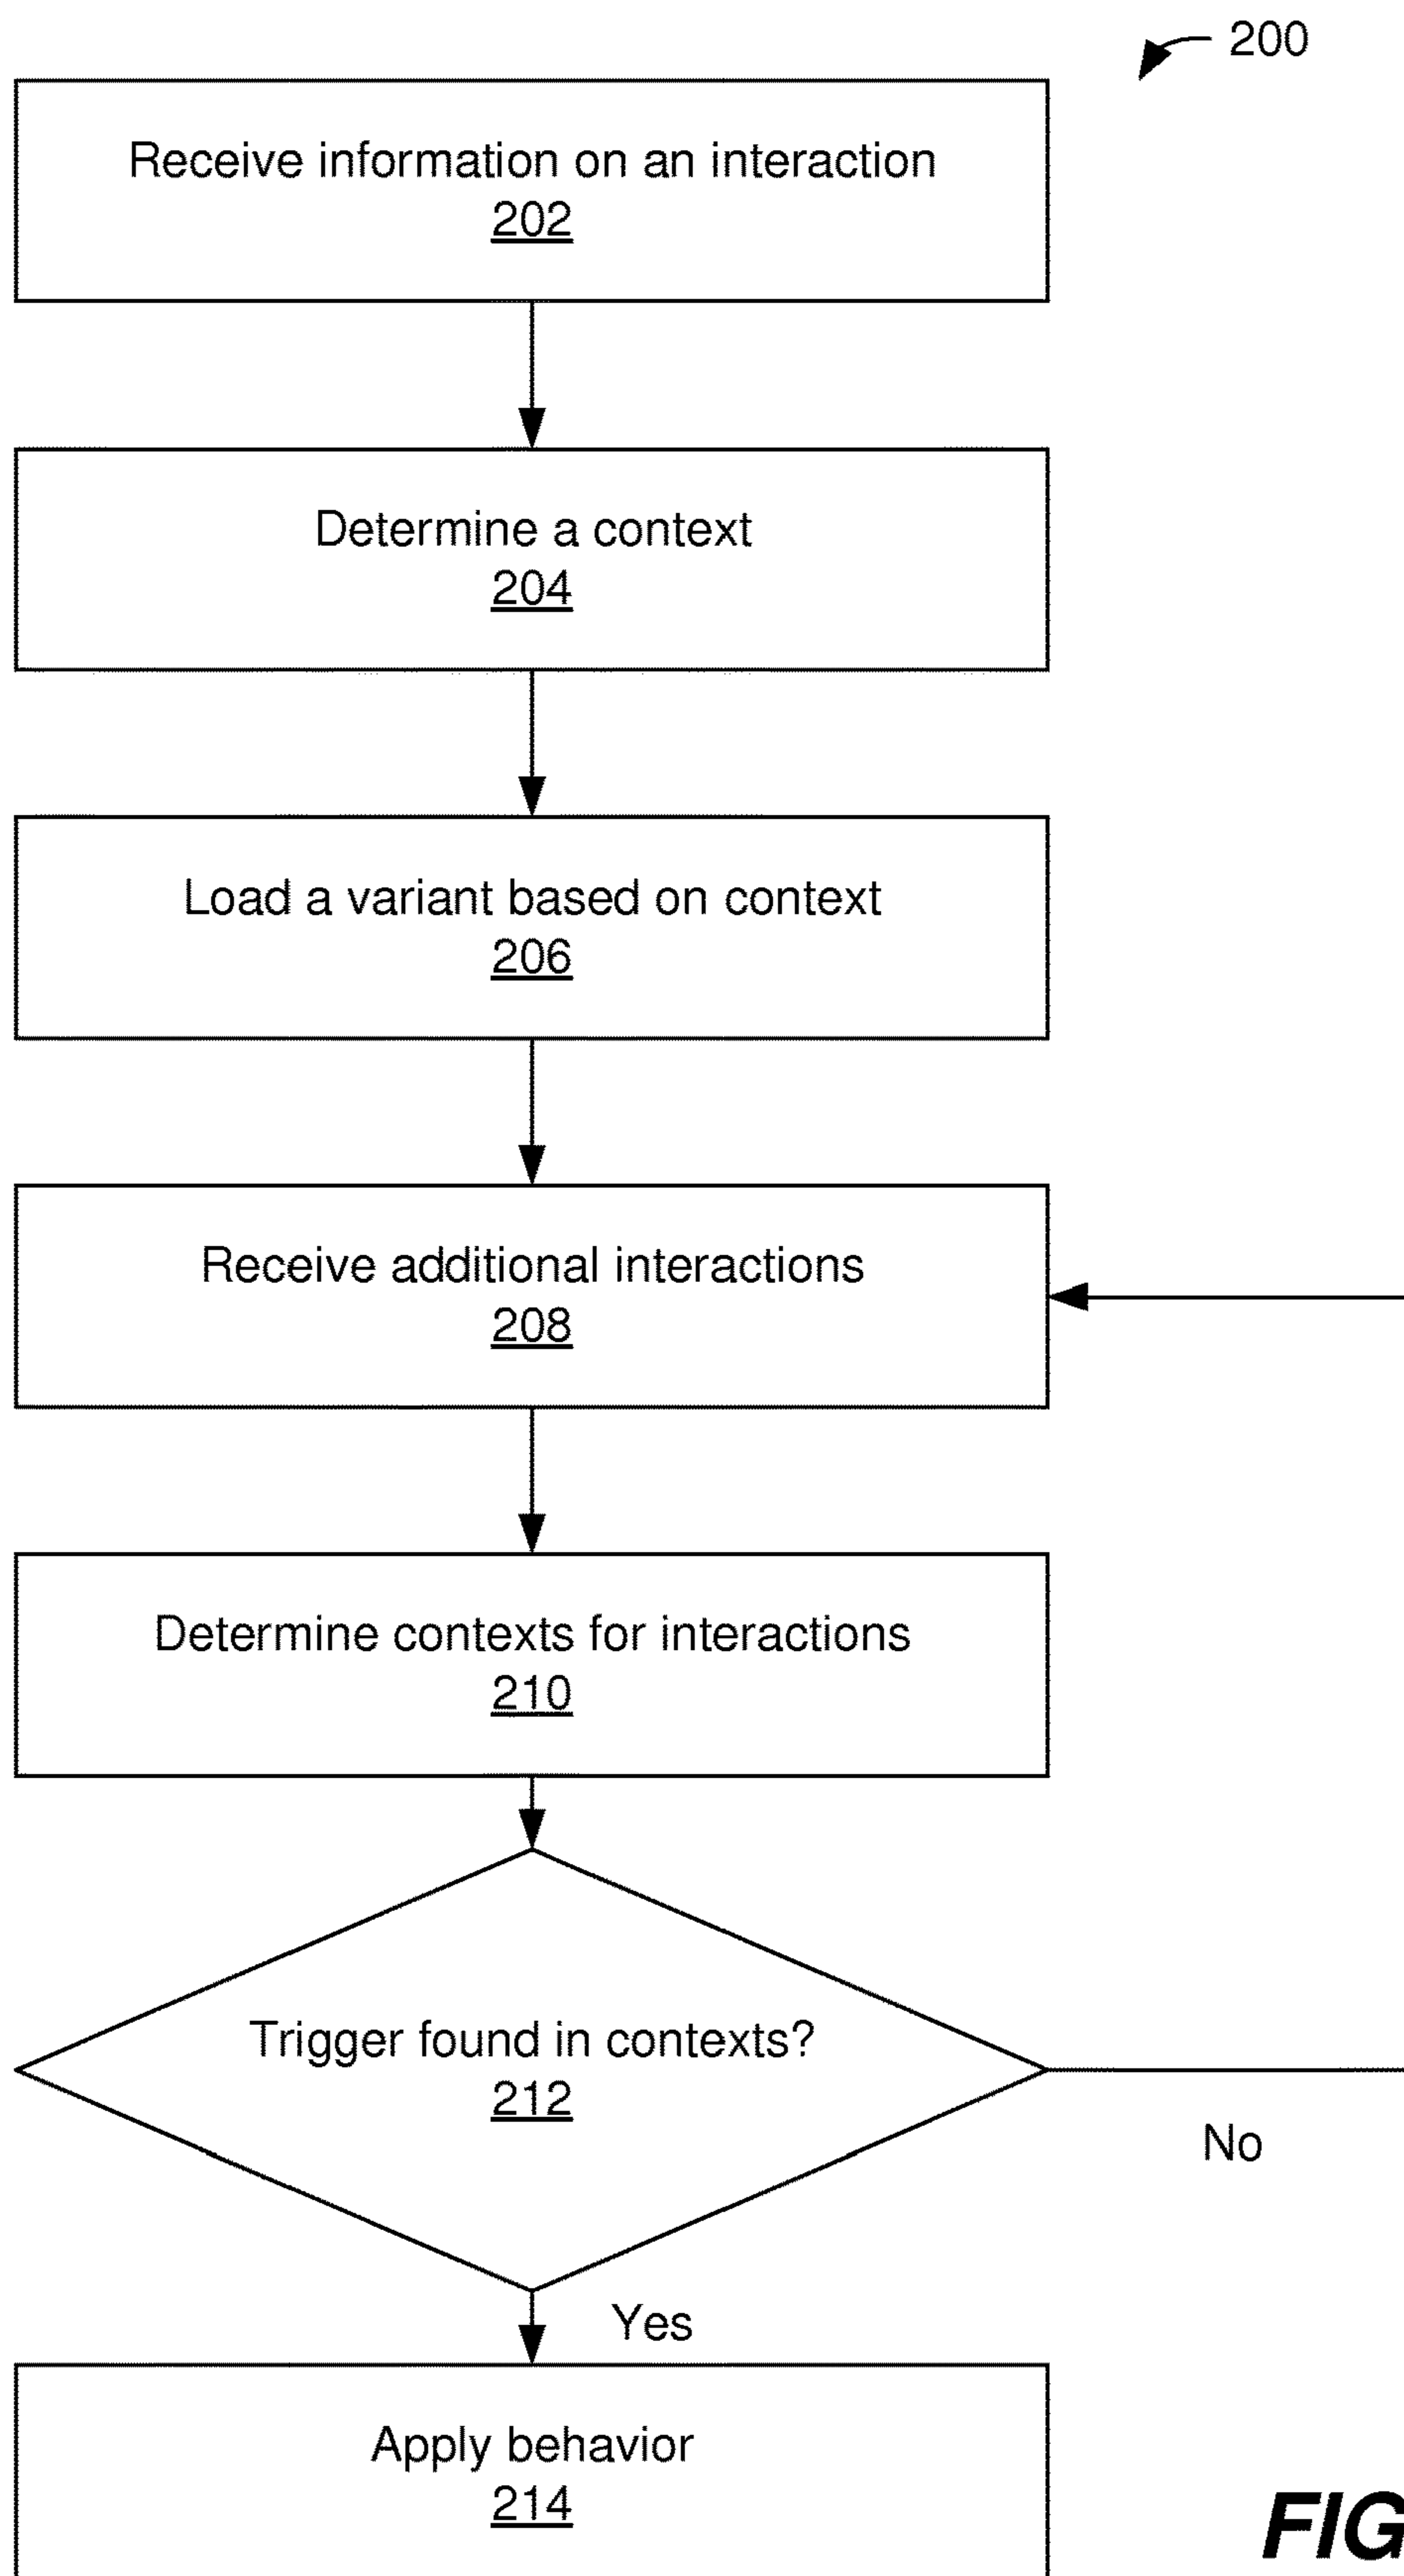 200
Receive information on an interaction
202
Determine a context
204
Load a variant based on context
206
Receive additional interactions
208
Determine contexts for interactions
210
Trigger found in contexts?
212
No
Yes
Apply behavior
214
FIG